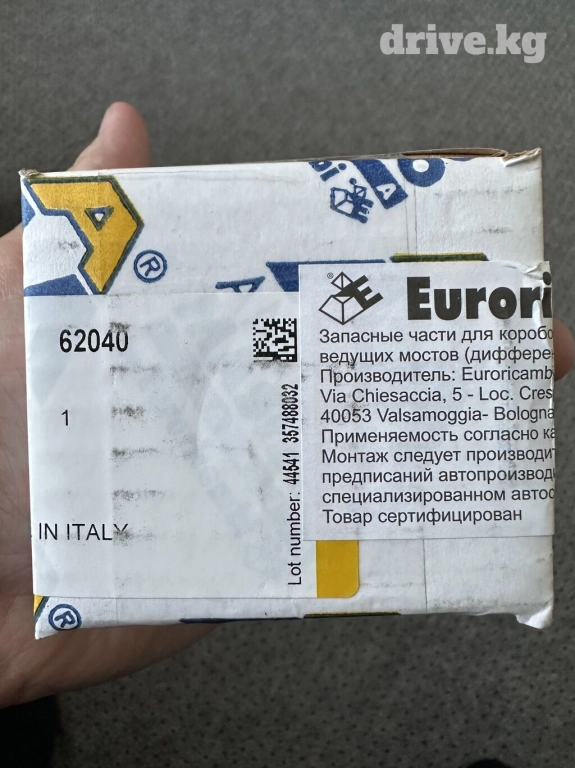 drive.kg
A
®
62040
1
IN ITALY
Lot number: 44541 357488032
Eurori
Запасные части для коробо
ведущих мостов (дифферен
Производитель: Euroricamb
Via Chiesaccia, 5 - Loc. Cres
40053 Valsamoggia- Bologna
Применяемость согласно ка
Монтаж следует производит
предписаний автопроизвод
специализированном автос
Товар сертифицирован
®